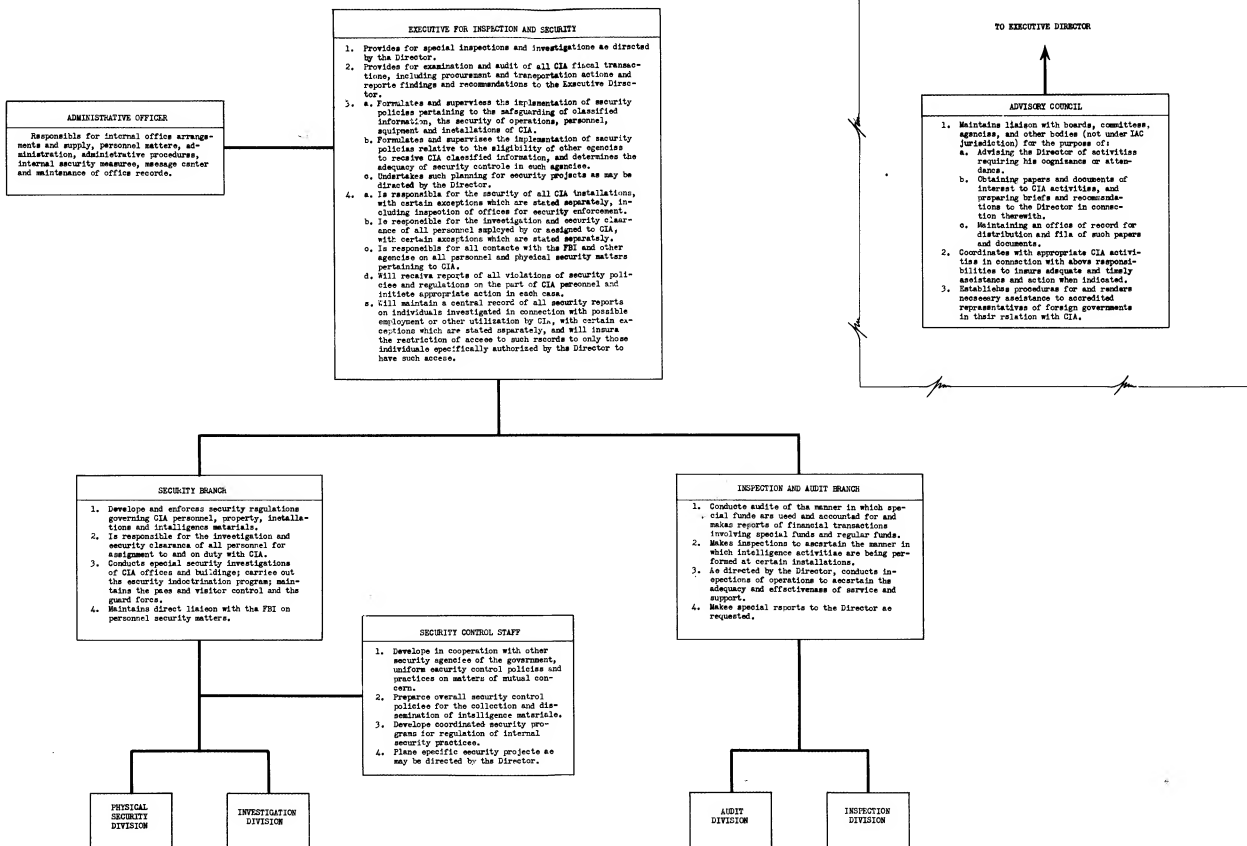 EXECUTIVE FOR INSPECTION AND SECURITY
1. Provides for special inspections and investigations as directed
by the Director.
2. Provides for examination and audit of all CIA fiscal transac-
tions, including procurement and transportation actions and
reports findings and recommendations to the Executive Direc-
tor.
3. a. Formulates and supervises the implementation of security
policies pertaining to the safeguarding of classified
information, the security of operations, personnel,
equipment and installations of CIA.
b. Formulates and supervises the implementation of security
policies relative to the eligibility of other agencies
to receive CIA classified information, and determines the
adequacy of security controls in such agencies.
c. Undertakes such planning for security projects as may be
directed by the Director.
4. a. Is responsible for the security of all CIA installations,
with certain exceptions which are stated separately, in-
cluding inspection of offices for security enforcement.
b. Is responsible for the investigation and security clear-
ance of all personnel employed by or assigned to CIA,
with certain exceptions which are stated separately.
c. Is responsible for all contacts with the FBI and other
agencies on all personnel and physical security matters
pertaining to CIA.
d. Will receive reports of all violations of security poli-
cies and regulations on the part of CIA personnel and
initiate appropriate action in each case.
e. Will maintain a central record of all security reports
on individuals investigated in connection with possible
employment or other utilization by CIA, with certain ex-
ceptions which are stated separately, and will insure
the restriction of access to such records to only those
individuals specifically authorized by the Director to
have such access.
ADMINISTRATIVE OFFICER
Responsible for internal office arrange-
ments and supply, personnel matters, ad-
ministration, administrative procedures,
internal security measures, message center
and maintenance of office records.
TO EXECUTIVE DIRECTOR
ADVISORY COUNCIL
1. Maintains liaison with boards, committees,
agencies, and other bodies (not under IAC
jurisdiction) for the purpose of:
a. Advising the Director of activities
requiring his cognizance or atten-
dance.
b. Obtaining papers and documents of
interest to CIA activities, and
preparing briefs and recommenda-
tions to the Director in connec-
tion therewith.
c. Maintaining an office of record for
distribution and file of such papers
and documents.
2. Coordinates with appropriate CIA activi-
ties in connection with above responsi-
bilities to insure adequate and timely
assistance and action when indicated.
3. Establishes procedures for and renders
necessary assistance to accredited
representatives of foreign governments
in their relation with CIA.
SECURITY BRANCH
1. Develops and enforces security regulations
governing CIA personnel, property, installa-
tions and intelligence materials.
2. Is responsible for the investigation and
security clearance of all personnel for
assignment to and on duty with CIA.
3. Conducts special security investigations
of CIA offices and buildings; carries out
the security indoctrination program; main-
tains the pass and visitor control and the
guard force.
4. Maintains direct liaison with the FBI on
personnel security matters.
INSPECTION AND AUDIT BRANCH
1. Conducts audits of the manner in which spe-
cial funds are used and accounted for and
makes reports of financial transactions
involving special funds and regular funds.
2. Makes inspections to ascertain the manner in
which intelligence activities are being per-
formed at certain installations.
3. As directed by the Director, conducts in-
spections of operations to ascertain the
adequacy and effectiveness of service and
support.
4. Makes special reports to the Director as
requested.
SECURITY CONTROL STAFF
1. Develops in cooperation with other
security agencies of the government,
uniform security control policies and
practices on matters of mutual con-
cern.
2. Prepares overall security control
policies for the collection and dis-
semination of intelligence materials.
3. Develops coordinated security pro-
grams for regulation of internal
security practices.
4. Plans specific security projects as
may be directed by the Director.
PHYSICAL
SECURITY
DIVISION
INVESTIGATION
DIVISION
AUDIT
DIVISION
INSPECTION
DIVISION